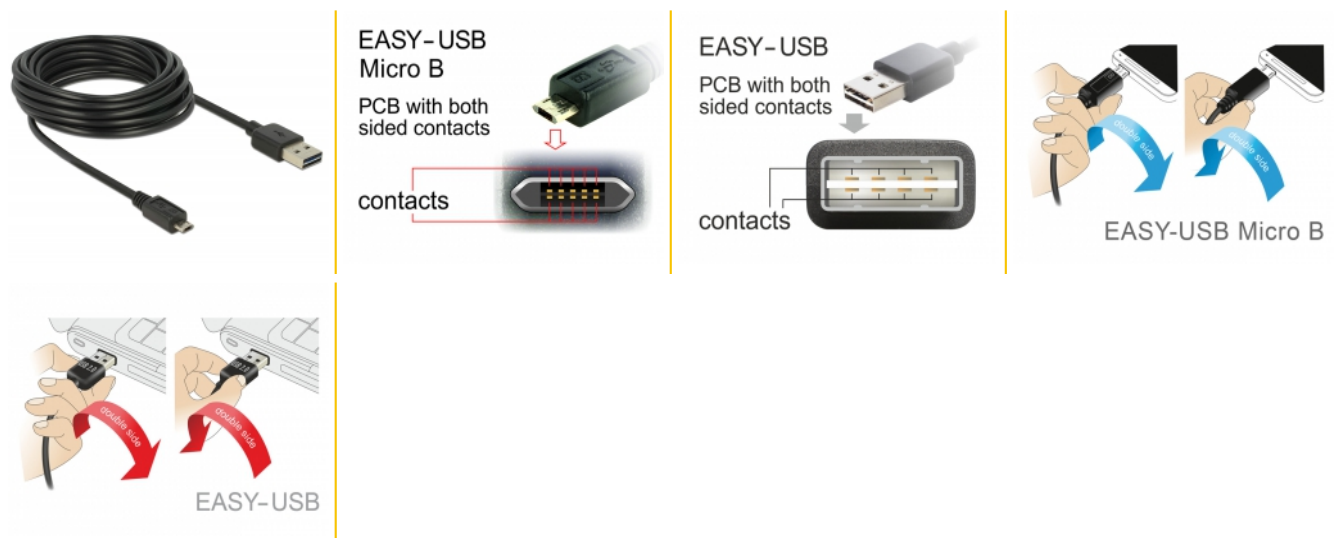 EASY-USB
Micro B
PCB with both
sided contacts
contacts
EASY-USB
PCB with both
sided contacts
contacts
double side
double side
EASY-USB Micro B
double side
double side
EASY-USB